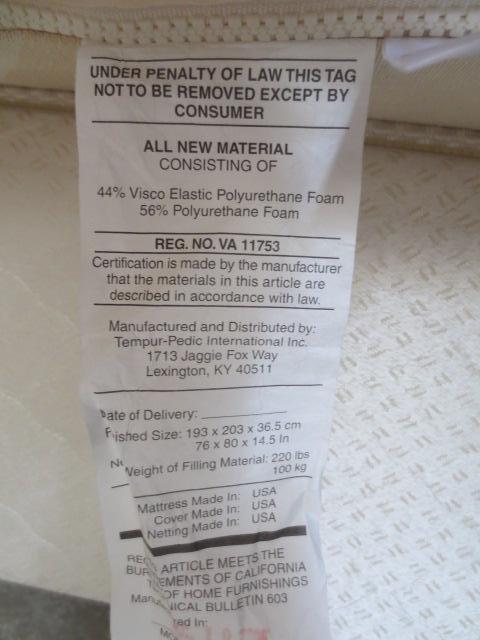 UNDER PENALTY OF LAW THIS TAG
NOT TO BE REMOVED EXCEPT BY
CONSUMER
ALL NEW MATERIAL
CONSISTING OF
44% Visco Elastic Polyurethane Foam
56% Polyurethane Foam
REG. NO. VA 11753
Certification is made by the manufacturer
that the materials in this article are
described in accordance with law.
Manufactured and Distributed by:
Tempur-Pedic International Inc.
1713 Jaggie Fox Way
Lexington, KY 40511
Date of Delivery:
Size: 193 x 203 x 36.5 cm
76 x 80 x 14.5 In
Weight of Filling Material: 220 lbs
100 kg
Mattress Made In: USA
Cover Made In: USA
Netting Made In: USA
ARTICLE MEETS THE
OF CALIFORNIA
OF HOME FURNISHINGS
BULLETIN 603
In: